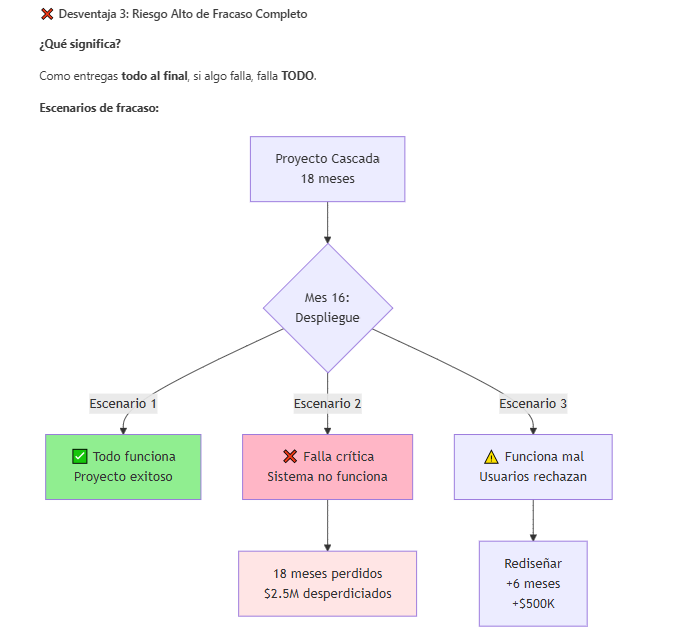 ❌ Desventaja 3: Riesgo Alto de Fracaso Completo
¿Qué significa?
Como entregas todo al final, si algo falla, falla TODO.
Escenarios de fracaso:
Proyecto Cascada
18 meses
Mes 16:
Despliegue
Escenario 1
Escenario 2
Escenario 3
✅ Todo funciona
Proyecto exitoso
❌ Falla crítica
Sistema no funciona
⚠️ Funciona mal
Usuarios rechazan
18 meses perdidos
$2.5M desperdiciados
Rediseñar
+6 meses
+$500K